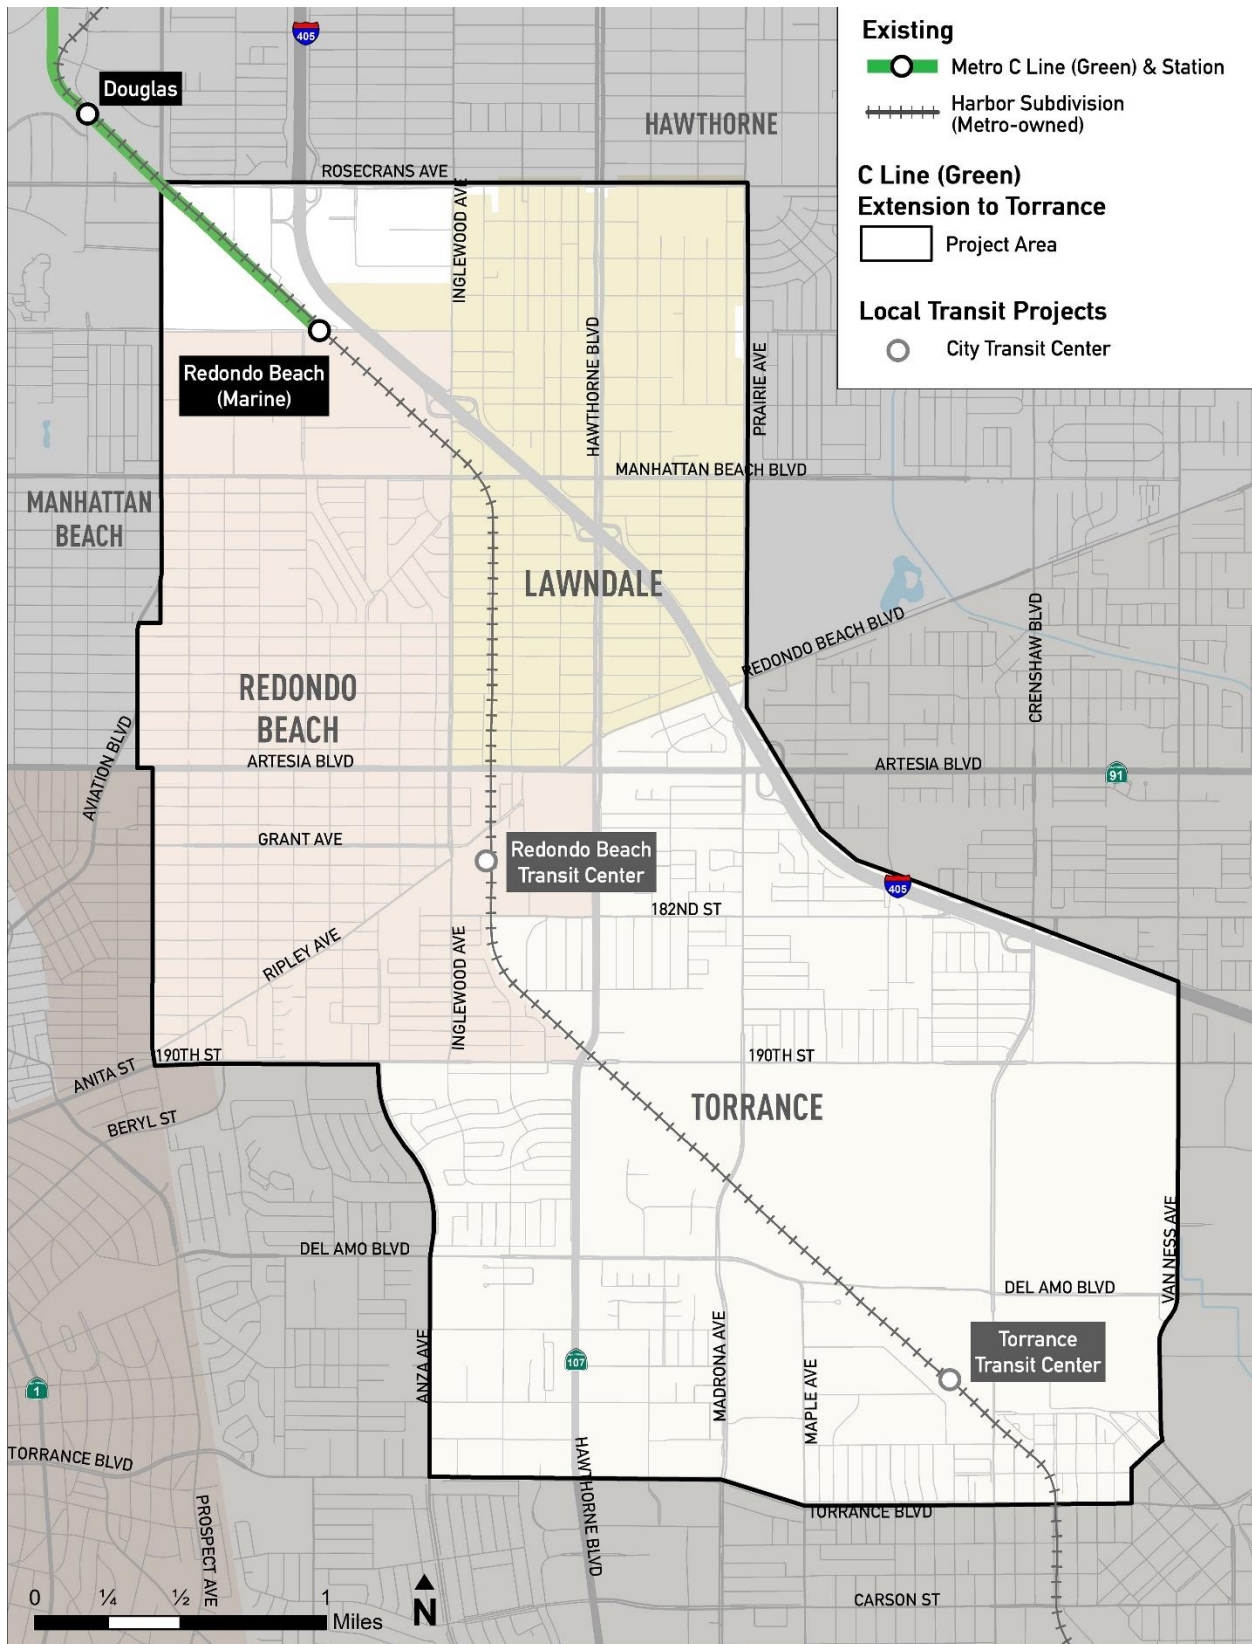 Existing
Metro C Line (Green) & Station
Harbor Subdivision
(Metro-owned)
C Line (Green)
Extension to Torrance
Project Area
Local Transit Projects
City Transit Center
405
Douglas
HAWTHORNE
ROSECRANS AVE
INGLEWOOD AVE
HAWTHORNE BLVD
PRAIRIE AVE
Redondo Beach
(Marine)
MANHATTAN BEACH BLVD
MANHATTAN
BEACH
LAWNDALE
REDONDO BEACH BLVD
CRENSHAW BLVD
REDONDO
BEACH
AVIATION BLVD
ARTESIA BLVD
ARTESIA BLVD
91
GRANT AVE
Redondo Beach
Transit Center
405
182ND ST
RIPLEY AVE
INGLEWOOD AVE
190TH ST
190TH ST
ANITA ST
BERYL ST
TORRANCE
VAN NESS AVE
DEL AMO BLVD
DEL AMO BLVD
Torrance
Transit Center
ANZA AVE
107
MADRONA AVE
MAPLE AVE
1
TORRANCE BLVD
HAWTHORNE BLVD
TORRANCE BLVD
PROSPECT AVE
CARSON ST
0 ¼ ½ 1
Miles
N